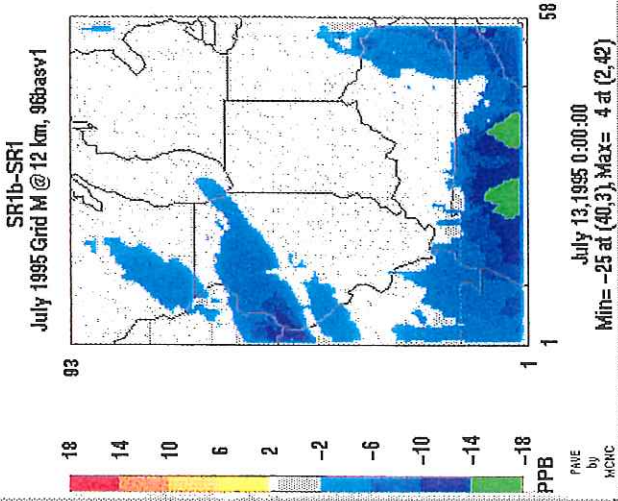 SR1b-SR1
July 1995 Grid M @ 12 km, 96basv1
18
14
10
6
2
-2
-6
-10
-14
-18
PPB
PAVE
by
MCNC
93
1
1
58
July 13,1995 0:00:00
Min= -25 at (40,3), Max= 4 at (2,42)